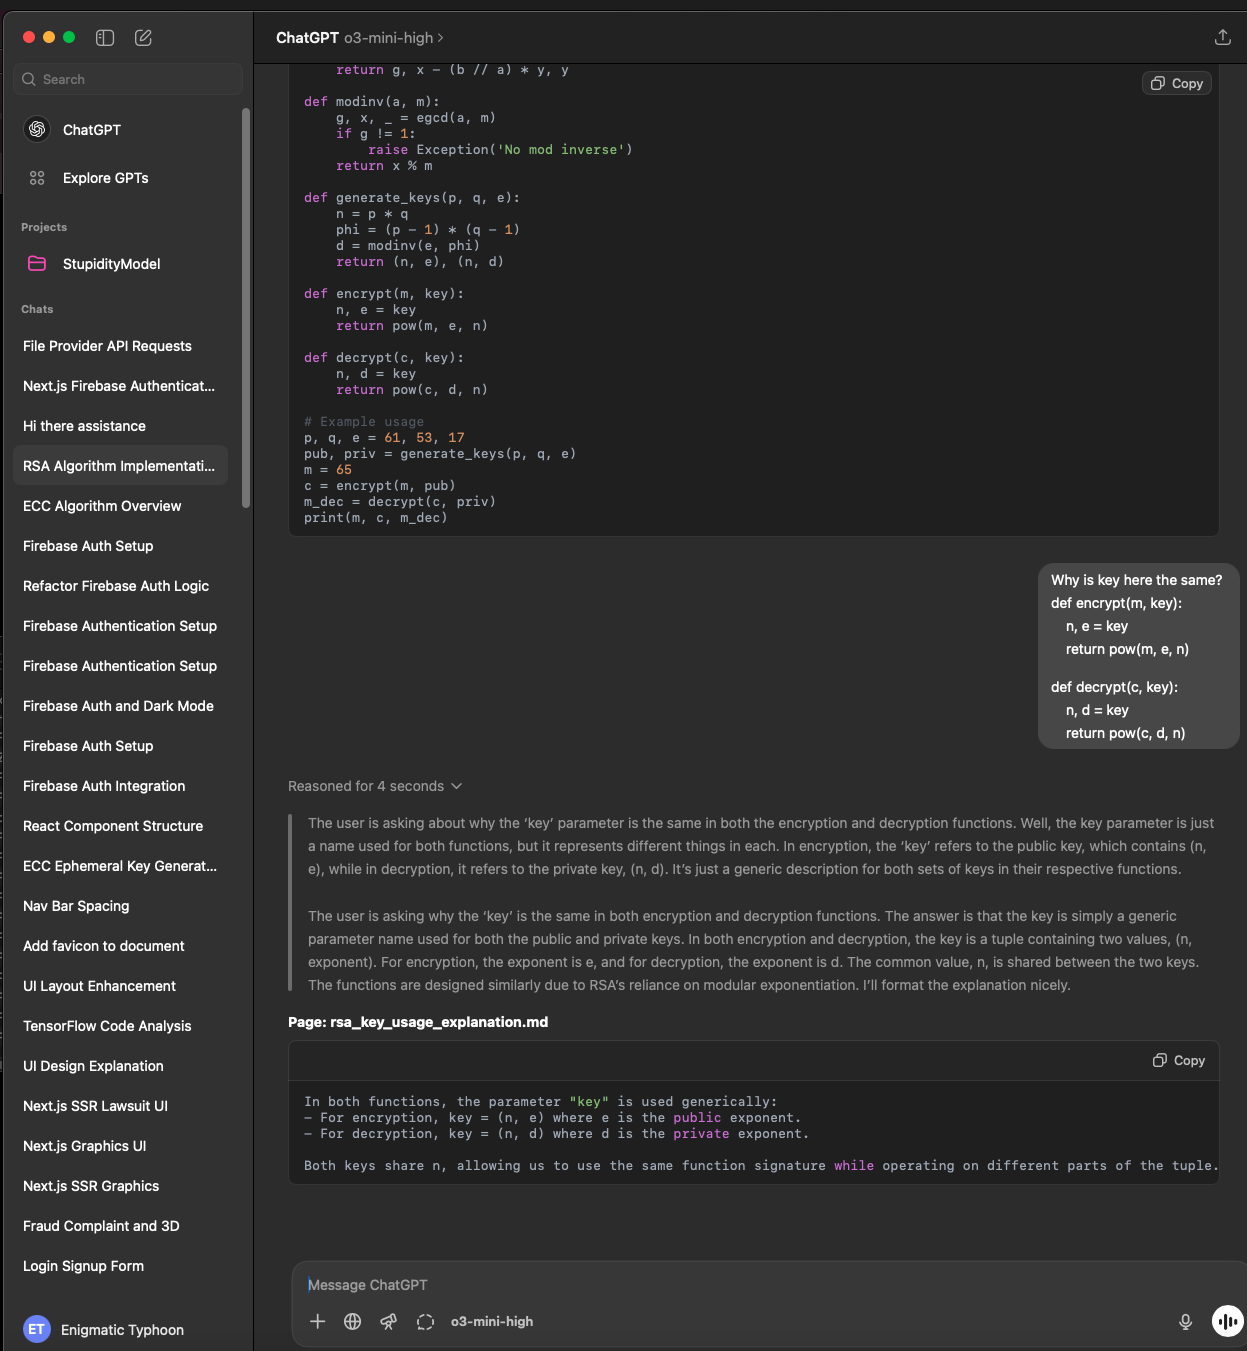 ChatGPT o3-mini-high >
Search
ChatGPT
Explore GPTs
Projects
StupidityModel
Chats
File Provider API Requests
Next.js Firebase Authenticat...
Hi there assistance
RSA Algorithm Implementati...
ECC Algorithm Overview
Firebase Auth Setup
Refactor Firebase Auth Logic
Firebase Authentication Setup
Firebase Authentication Setup
Firebase Auth and Dark Mode
Firebase Auth Setup
Firebase Auth Integration
React Component Structure
ECC Ephemeral Key Generat...
Nav Bar Spacing
Add favicon to document
UI Layout Enhancement
TensorFlow Code Analysis
UI Design Explanation
Next.js SSR Lawsuit UI
Next.js Graphics UI
Next.js SSR Graphics
Fraud Complaint and 3D
Login Signup Form
ET Enigmatic Typhoon
    return g, x - (b // a) * y, y
Copy
def modinv(a, m):
    g, x, _ = egcd(a, m)
    if g != 1:
        raise Exception('No mod inverse')
    return x % m
def generate_keys(p, q, e):
    n = p * q
    phi = (p - 1) * (q - 1)
    d = modinv(e, phi)
    return (n, e), (n, d)
def encrypt(m, key):
    n, e = key
    return pow(m, e, n)
def decrypt(c, key):
    n, d = key
    return pow(c, d, n)
# Example usage
p, q, e = 61, 53, 17
pub, priv = generate_keys(p, q, e)
m = 65
c = encrypt(m, pub)
m_dec = decrypt(c, priv)
print(m, c, m_dec)
Why is key here the same?
def encrypt(m, key):
    n, e = key
    return pow(m, e, n)
def decrypt(c, key):
    n, d = key
    return pow(c, d, n)
Reasoned for 4 seconds
The user is asking about why the ‘key’ parameter is the same in both the encryption and decryption functions. Well, the key parameter is just
a name used for both functions, but it represents different things in each. In encryption, the ‘key’ refers to the public key, which contains (n,
e), while in decryption, it refers to the private key, (n, d). It’s just a generic description for both sets of keys in their respective functions.
The user is asking why the ‘key’ is the same in both encryption and decryption functions. The answer is that the key is simply a generic
parameter name used for both the public and private keys. In both encryption and decryption, the key is a tuple containing two values, (n,
exponent). For encryption, the exponent is e, and for decryption, the exponent is d. The common value, n, is shared between the two keys.
The functions are designed similarly due to RSA’s reliance on modular exponentiation. I’ll format the explanation nicely.
Page: rsa_key_usage_explanation.md
Copy
In both functions, the parameter "key" is used generically:
- For encryption, key = (n, e) where e is the public exponent.
- For decryption, key = (n, d) where d is the private exponent.
Both keys share n, allowing us to use the same function signature while operating on different parts of the tuple.
Message ChatGPT
o3-mini-high